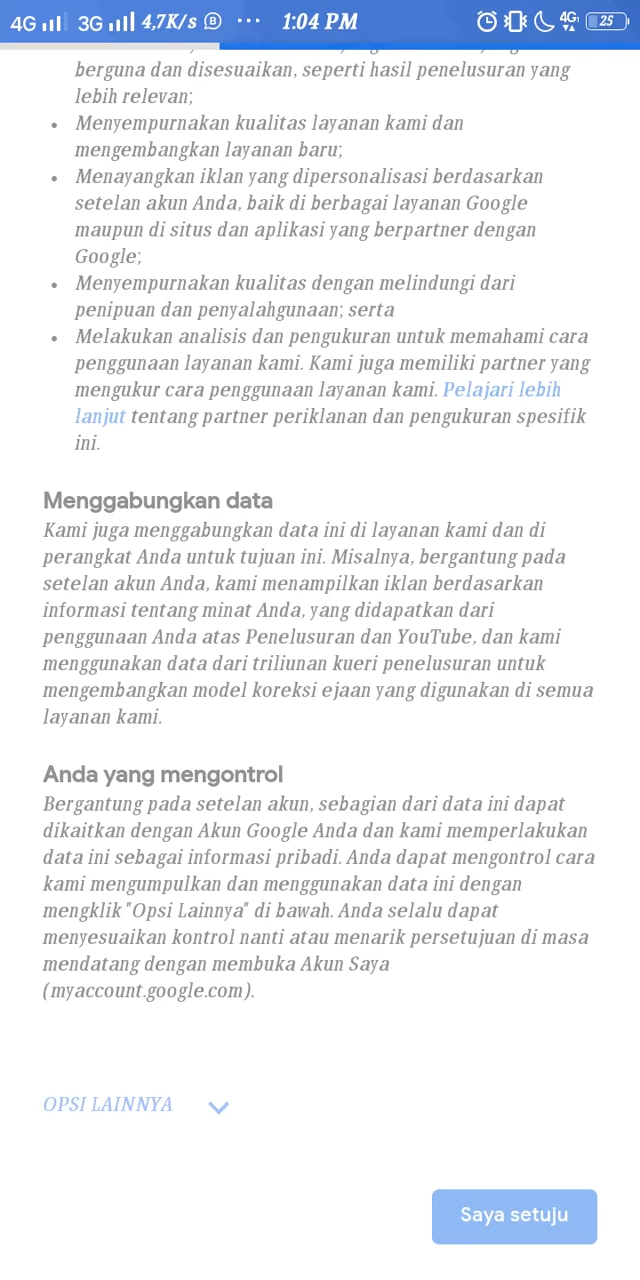 4G 3G 4,7K/s B ... 1:04 PM 4G 25
berguna dan disesuaikan, seperti hasil penelusuran yang
lebih relevan;
• Menyempurnakan kualitas layanan kami dan
mengembangkan layanan baru;
• Menayangkan iklan yang dipersonalisasi berdasarkan
setelan akun Anda, baik di berbagai layanan Google
maupun di situs dan aplikasi yang berpartner dengan
Google;
• Menyempurnakan kualitas dengan melindungi dari
penipuan dan penyalahgunaan; serta
• Melakukan analisis dan pengukuran untuk memahami cara
penggunaan layanan kami. Kami juga memiliki partner yang
mengukur cara penggunaan layanan kami. Pelajari lebih
lanjut tentang partner periklanan dan pengukuran spesifik
ini.
Menggabungkan data
Kami juga menggabungkan data ini di layanan kami dan di
perangkat Anda untuk tujuan ini. Misalnya, bergantung pada
setelan akun Anda, kami menampilkan iklan berdasarkan
informasi tentang minat Anda, yang didapatkan dari
penggunaan Anda atas Penelusuran dan YouTube, dan kami
menggunakan data dari triliunan kueri penelusuran untuk
mengembangkan model koreksi ejaan yang digunakan di semua
layanan kami.
Anda yang mengontrol
Bergantung pada setelan akun, sebagian dari data ini dapat
dikaitkan dengan Akun Google Anda dan kami memperlakukan
data ini sebagai informasi pribadi. Anda dapat mengontrol cara
kami mengumpulkan dan menggunakan data ini dengan
mengklik "Opsi Lainnya" di bawah. Anda selalu dapat
menyesuaikan kontrol nanti atau menarik persetujuan di masa
mendatang dengan membuka Akun Saya
(myaccount.google.com).
OPSI LAINNYA
Saya setuju